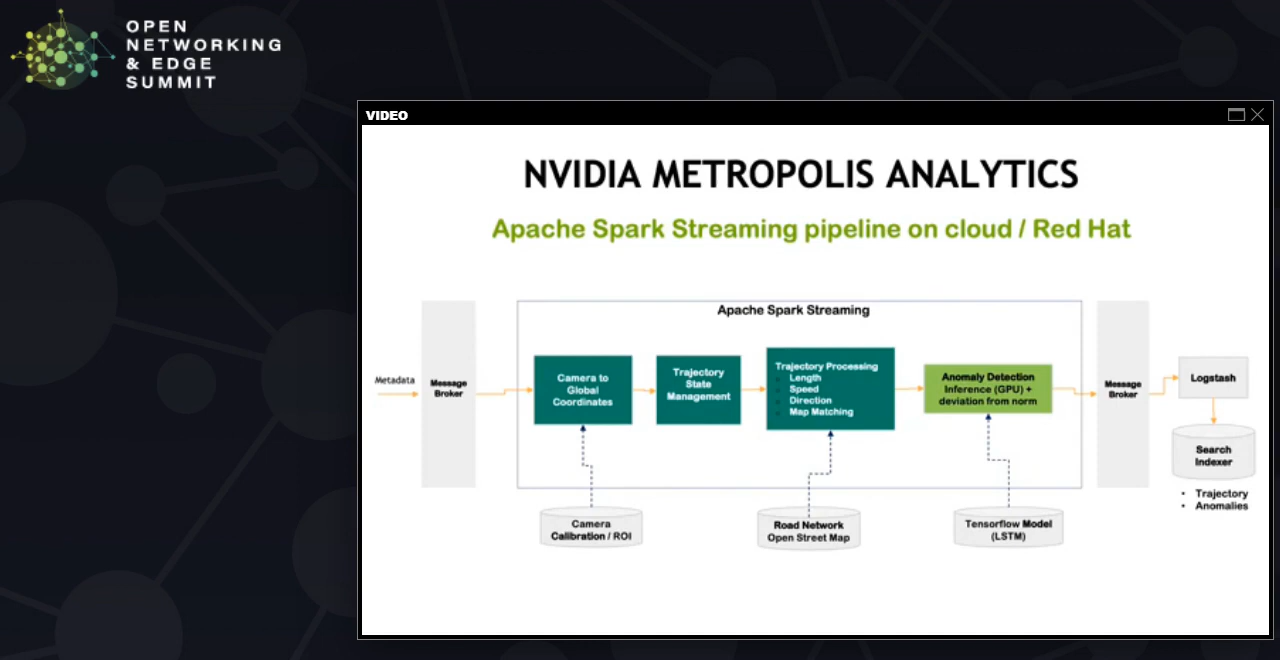 OPEN
NETWORKING
& EDGE
SUMMIT
VIDEO
NVIDIA METROPOLIS ANALYTICS
Apache Spark Streaming pipeline on cloud / Red Hat
Apache Spark Streaming
Metadata
Message
Broker
Camera to
Global
Coordinates
Trajectory
State
Management
Trajectory Processing
Length
Speed
Direction
Map Matching
Anomaly Detection
Inference (GPU) +
deviation from norm
Message
Broker
Logstash
Search
Indexer
• Trajectory
• Anomalies
Camera
Calibration / ROI
Road Network
Open Street Map
Tensorflow Model
(LSTM)